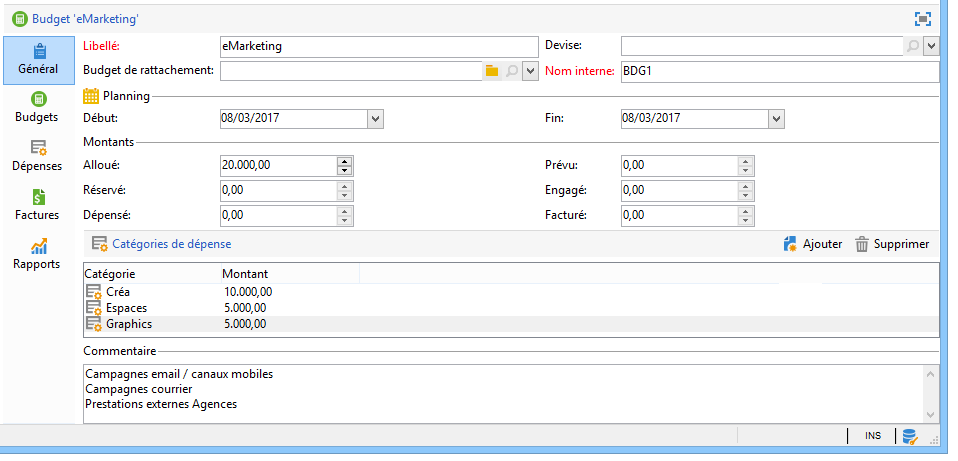 Budget 'eMarketing'
Général
Budgets
Dépenses
Factures
Rapports
Libellé: eMarketing Devise:
Budget de rattachement: Nom interne: BDG1
Planning
Début: 08/03/2017 Fin: 08/03/2017
Montants
Alloué: 20.000,00 Prévu: 0,00
Réservé: 0,00 Engagé: 0,00
Dépensé: 0,00 Facturé: 0,00
Catégories de dépense Ajouter Supprimer
Catégorie Montant
Créa 10.000,00
Espaces 5.000,00
Graphics 5.000,00
Commentaire
Campagnes email / canaux mobiles
Campagnes courrier
Prestations externes Agences
INS